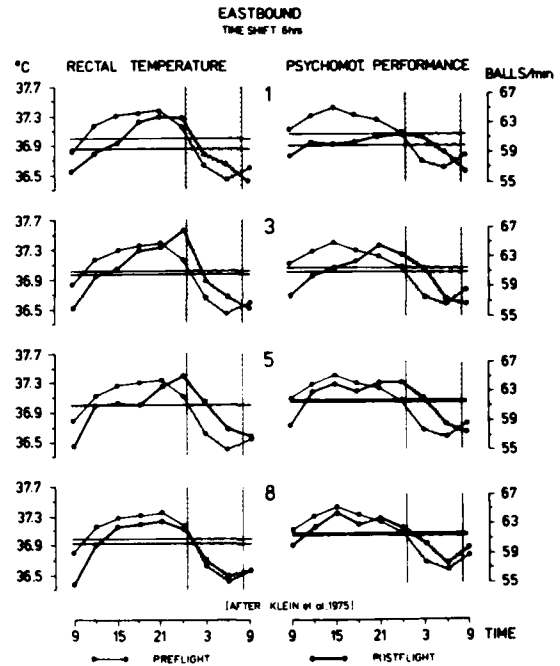 EASTBOUND
TIME SHIFT 6hrs
°C RECTAL TEMPERATURE PSYCHOMOT. PERFORMANCE BALLS/min
37.7 1 67
37.3 63
36.9 59
36.5 55
37.7 3 67
37.3 63
36.9 59
36.5 55
37.7 5 67
37.3 63
36.9 59
36.5 55
37.7 8 67
37.3 63
36.9 59
36.5 55
[AFTER KLEIN et al. 1975]
9 15 21 3 9 9 15 21 3 9 TIME
PREFLIGHT POSTFLIGHT